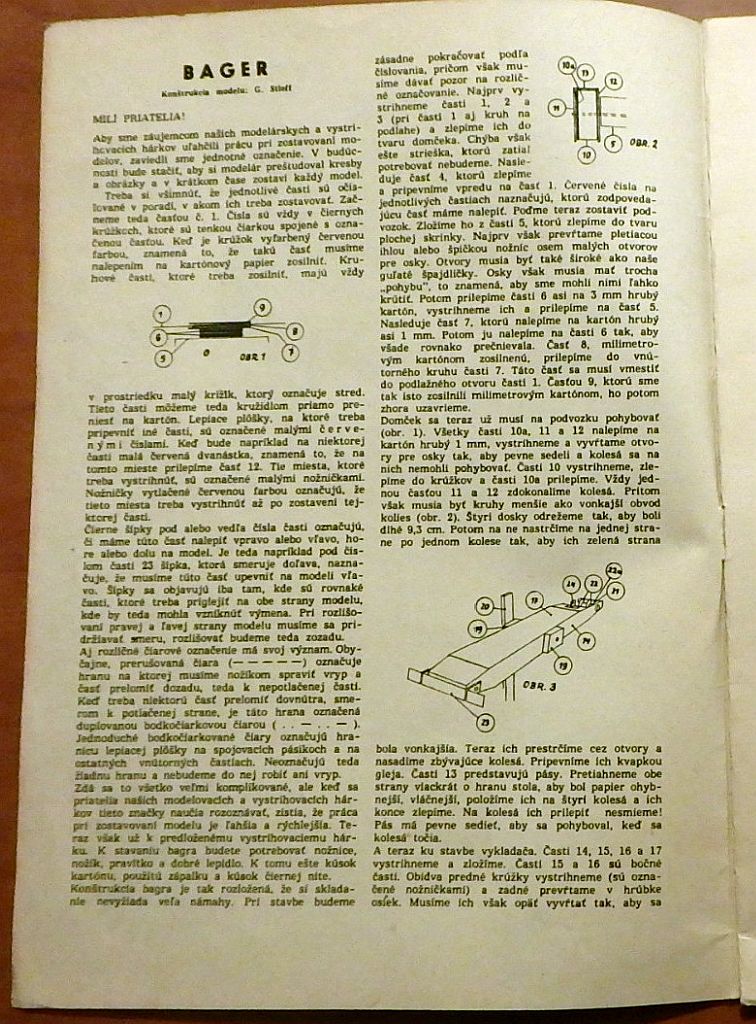 BAGER
Konštrukcia modelu: G. Stloff
MILÍ PRIATELIA!
Aby sme záujemcom našich modelárskych a vystri-
hovacích hárkov uľahčili prácu pri zostavovaní mo-
delov, zaviedli sme jednotné označenie. V budúc-
nosti bude stačiť, aby si modelár preštudoval kresby
a obrázky a v krátkom čase zostaví každý model.
Treba si všimnúť, že jednotlivé časti sú očís-
lované v poradí, v akom ich treba zostavovať. Zač-
neme teda časťou č. 1. Čísla sú vždy v čiernych
krúžkoch, ktoré sú tenkou čiarkou spojené s ozna-
čenou časťou. Keď je krúžok vyfarbený červenou
farbou, znamená to, že takú časť musíme
nalepením na kartónový papier zosilniť. Kru-
hové časti, ktoré treba zosilniť, majú vždy
1
9
6
8
5
O
OBR. 1
7
v prostriedku malý krížik, ktorý označuje stred.
Tieto časti môžeme teda kružidlom priamo pre-
niesť na kartón. Lepiace plôšky, na ktoré treba
pripevniť iné časti, sú označené malými červe-
nými číslami. Keď bude napríklad na niektorej
časti malá červená dvanástka, znamená to, že na
tomto mieste prilepíme časť 12. Tie miesta, ktoré
treba vystrihnúť, sú označené malými nožničkami.
Nožničky vytlačené červenou farbou označujú, že
tieto miesta treba vystrihnúť až po zostavení tej-
ktorej časti.
Čierne šípky pod alebo vedľa čísla časti označujú,
či máme túto časť nalepiť vpravo alebo vľavo, ho-
re alebo dolu na model. Je teda napríklad pod čís-
lom časti 23 šípka, ktorá smeruje doľava, nazna-
čuje, že musíme túto časť upevniť na modeli vľa-
vo. Šípky sa objavujú iba tam, kde sú rovnaké
časti, ktoré treba priglejiť na obe strany modelu,
kde by teda mohla vzniknúť výmena. Pri rozlišo-
vaní pravej a ľavej strany modelu musíme sa pri-
držiavať smeru, rozlišovať budeme teda zozadu.
Aj rozličné čiarové označenie má svoj význam. Oby-
čajne, prerušovaná čiara (— — — — —) označuje
hranu na ktorej musíme nožíkom spraviť vryp a
časť prelomiť dozadu, teda k nepotlačenej časti.
Keď treba niektorú časť prelomiť dovnútra, sme-
rom k potlačenej strane, je táto hrana označená
duplovanou bodkočiarkovou čiarou ( . . — . . — ).
Jednoduché bodkočiarkované čiary označujú hra-
nicu lepiacej plôšky na spojovacích pásikoch a na
ostatných vnútorných častiach. Neoznačujú teda
žiadnu hranu a nebudeme do nej robiť ani vryp.
Zdá sa to všetko veľmi komplikované, ale keď sa
priatelia našich modelovacích a vystrihovacích hár-
kov tieto značky naučia rozoznávať, zistia, že práca
pri zostavovaní modelu je ľahšia a rýchlejšia. Te-
raz však už k predloženému vystrihovaciemu hár-
ku. K stavaniu bagra budete potrebovať nožnice,
nožík, pravítko a dobré lepidlo. K tomu ešte kúsok
kartónu, použitú zápalku a kúsok čiernej nite.
Konštrukcia bagra je tak rozložená, že si sklada-
nie nevyžiada veľa námahy. Pri stavbe budeme
zásadne pokračovať podľa
číslovania, pričom však mu-
síme dávať pozor na rozlič-
né označovanie. Najprv vy-
strihneme časti 1, 2 a
3 (pri časti 1 aj kruh na
podlahe) a zlepíme ich do
tvaru domčeka. Chýba však
ešte strieška, ktorú zatiaľ
potrebovať nebudeme. Nasle-
duje časť 4, ktorú zlepíme
10a
13
12
11
10
5
OBR. 2
a pripevníme vpredu na časť 1. Červené čísla na
jednotlivých častiach naznačujú, ktorú zodpoveda-
júcu časť máme nalepiť. Poďme teraz zostaviť pod-
vozok. Zložíme ho z časti 5, ktorú zlepíme do tvaru
plochej skrinky. Najprv však prevŕtame pletiacou
ihlou alebo špičkou nožníc osem malých otvorov
pre osky. Otvory musia byť také široké ako naše
guľaté špajdličky. Osky však musia mať trocha
„pohybu“, to znamená, aby sme mohli nimi ľahko
krútiť. Potom prilepíme časti 6 asi na 3 mm hrubý
kartón, vystrihneme ich a prilepíme na časť 5.
Nasleduje časť 7, ktorú nalepíme na kartón hrubý
asi 1 mm. Potom ju nalepíme na časti 6 tak, aby
všade rovnako prečnievala. Časť 8, milimetro-
vým kartónom zosilnenú, prilepíme do vnú-
torného kruhu časti 7. Táto časť sa musí vmestiť
do podlažného otvoru časti 1. Časťou 9, ktorú sme
tak isto zosilnili milimetrovým kartónom, ho potom
zhora uzavrieme.
Domček sa teraz už musí na podvozku pohybovať
(obr. 1). Všetky časti 10a, 11 a 12 nalepíme na
kartón hrubý 1 mm, vystrihneme a vyvŕtame otvo-
ry pre osky tak, aby pevne sedeli a kolesá sa na
nich nemohli pohybovať. Časti 10 vystrihneme, zle-
píme do krúžkov a časti 10a prilepíme. Vždy jed-
nou časťou 11 a 12 zdokonalíme kolesá. Pritom
však musia byť kruhy menšie ako vonkajší obvod
kolies (obr. 2). Štyri dosky odrežeme tak, aby boli
dlhé 9,3 cm. Potom na ne nastrčíme na jednej stra-
ne po jednom kolese tak, aby ich zelená strana
20
17
24
22
22a
21
19
14
19
OBR. 3
23
bola vonkajšia. Teraz ich prestrčíme cez otvory a
nasadíme zbývajúce kolesá. Pripevníme ich kvapkou
gleja. Časti 13 predstavujú pásy. Pretiahneme obe
strany viackrát o hranu stola, aby bol papier ohyb-
nejší, vláčnejší, položíme ich na štyri kolesá a ich
konce zlepíme. Na kolesá ich prilepiť nesmieme!
Pás má pevne sedieť, aby sa pohyboval, keď sa
kolesá točia.
A teraz ku stavbe vykladača. Časti 14, 15, 16 a 17
vystrihneme a zložíme. Časti 15 a 16 sú bočné
časti. Obidva predné krúžky vystrihneme (sú ozna-
čené nožničkami) a zadné prevŕtame v hrúbke
osiek. Musíme ich však opäť vyvŕtať tak, aby sa